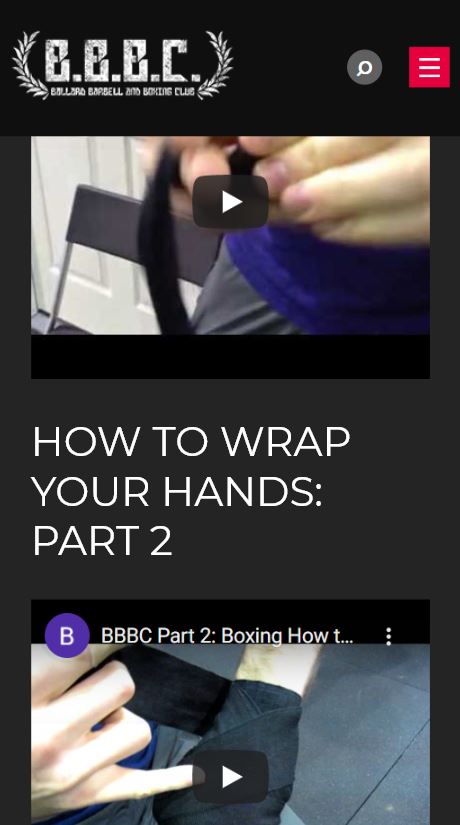 B.B.B.C.
BALLARD BARBELL AND BOXING CLUB
HOW TO WRAP
YOUR HANDS:
PART 2
B
BBBC Part 2: Boxing How t...